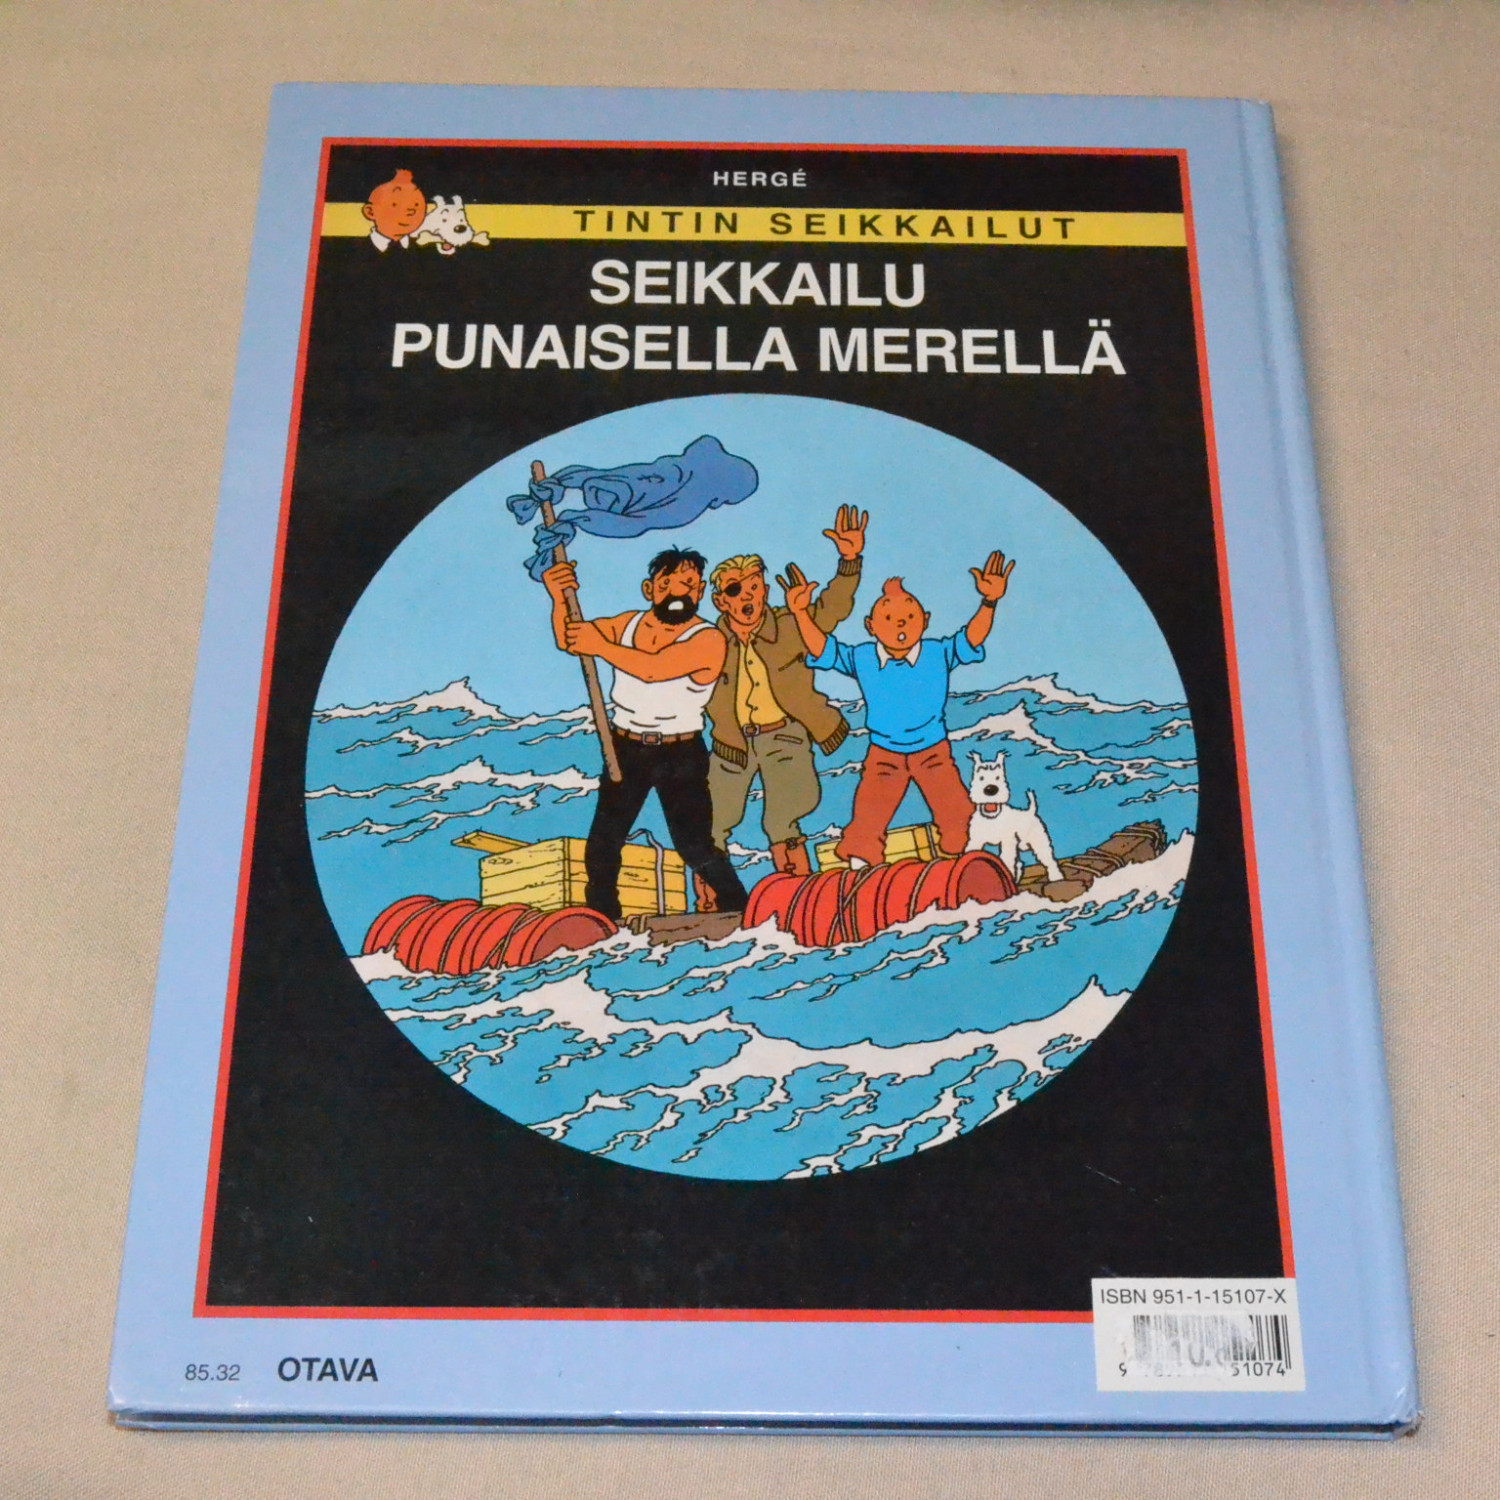 HERGÉ
TINTIN SEIKKAILUT
SEIKKAILU
PUNAISELLA MERELLÄ
ISBN 951-1-15107-X
85.32 OTAVA